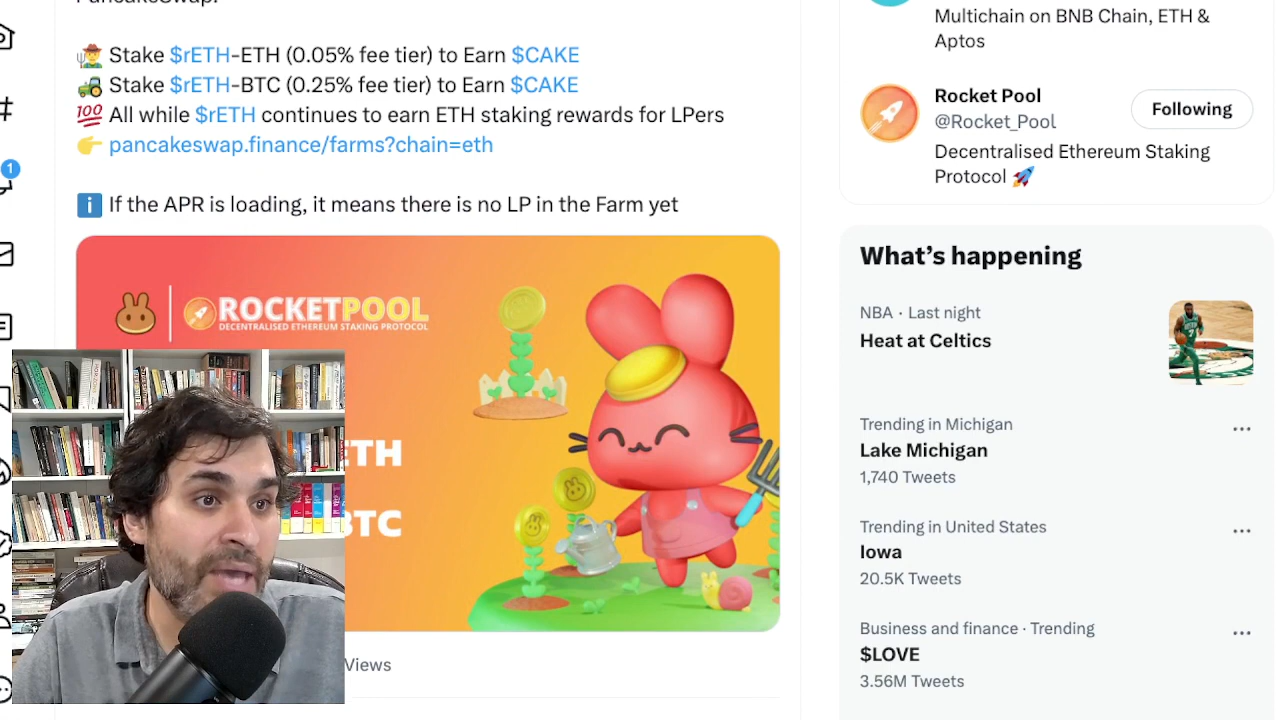 🧑‍🌾 Stake $rETH-ETH (0.05% fee tier) to Earn $CAKE
🚜 Stake $rETH-BTC (0.25% fee tier) to Earn $CAKE
💯 All while $rETH continues to earn ETH staking rewards for LPers
👉 pancakeswap.finance/farms?chain=eth
ℹ️ If the APR is loading, it means there is no LP in the Farm yet
ROCKETPOOL
DECENTRALISED ETHEREUM STAKING PROTOCOL
ETH
BTC
Views
1
Multichain on BNB Chain, ETH &
Aptos
Rocket Pool
@Rocket_Pool
Following
Decentralised Ethereum Staking
Protocol 🚀
What’s happening
NBA · Last night
Heat at Celtics
Trending in Michigan
Lake Michigan
1,740 Tweets
Trending in United States
Iowa
20.5K Tweets
Business and finance · Trending
$LOVE
3.56M Tweets